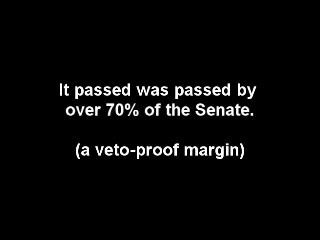 It passed was passed by
over 70% of the Senate.
(a veto-proof margin)